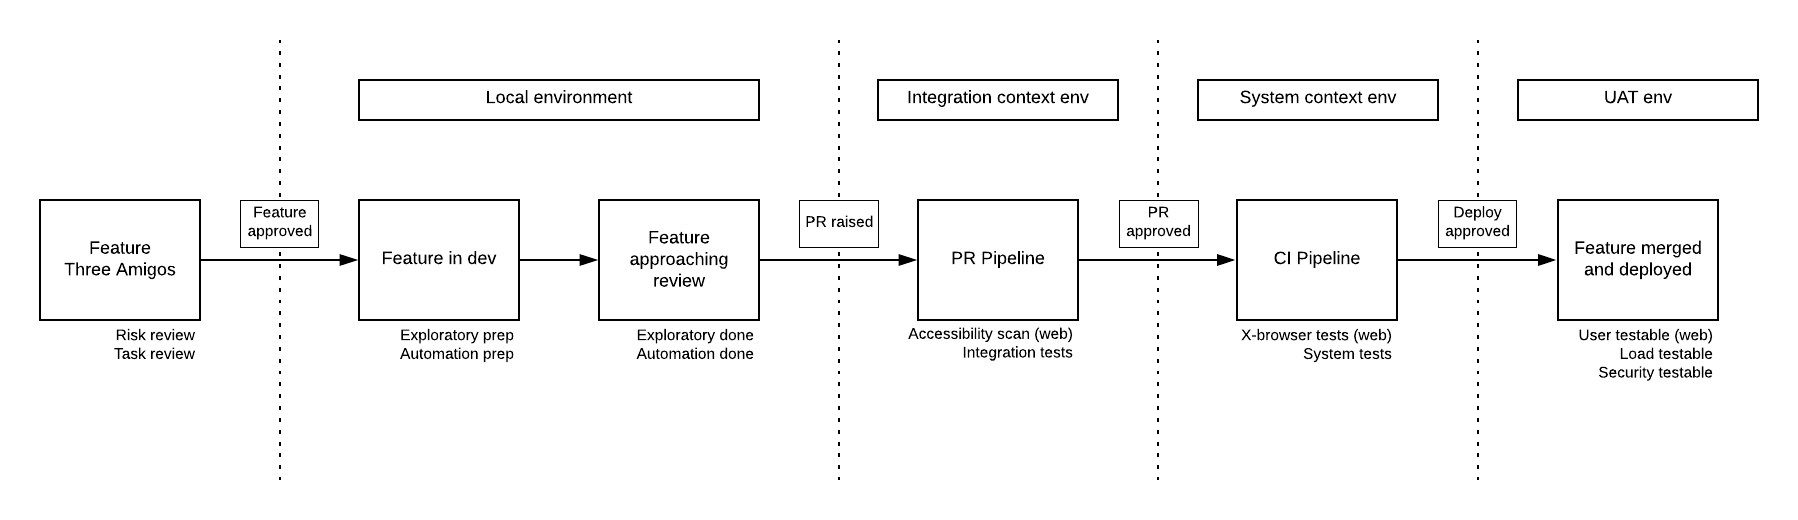 Local environment
Integration context env
System context env
UAT env
Feature
Three Amigos
Feature
approved
Feature in dev
Feature
approaching
review
PR raised
PR Pipeline
PR
approved
CI Pipeline
Deploy
approved
Feature merged
and deployed
Risk review
Task review
Exploratory prep
Automation prep
Exploratory done
Automation done
Accessibility scan (web)
Integration tests
X-browser tests (web)
System tests
User testable (web)
Load testable
Security testable